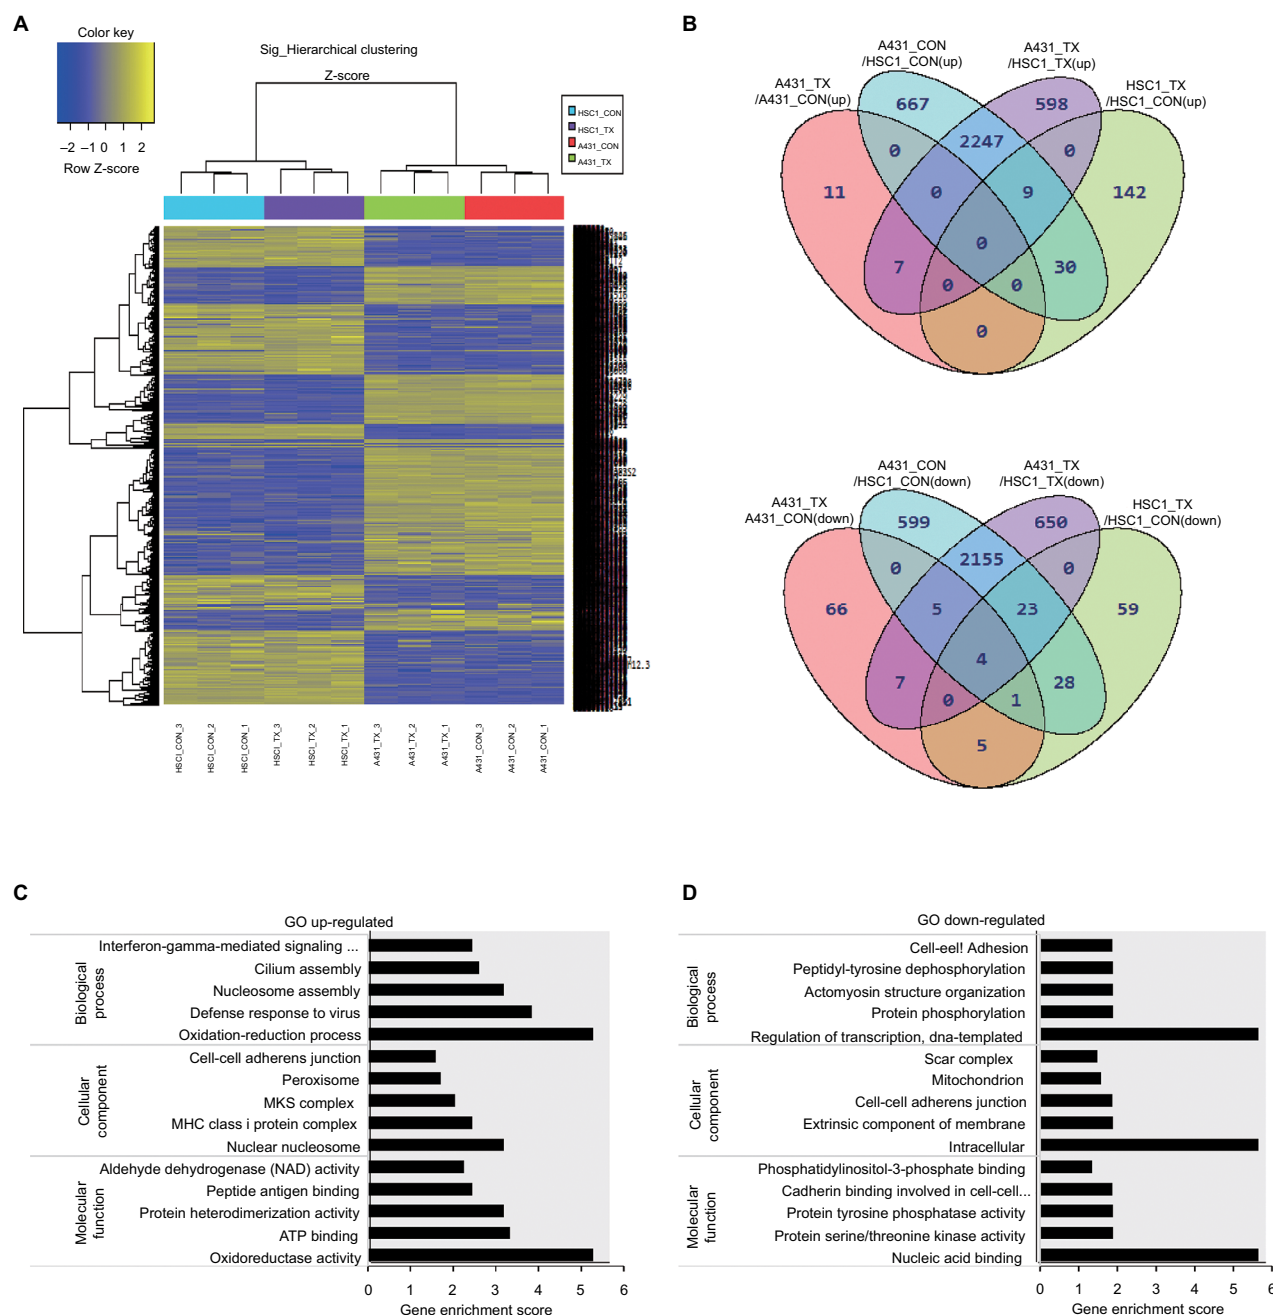 A
Color key
–2 –1 0 1 2
Row Z-score
Sig_Hierarchical clustering
Z-score
HSC1_CON
HSC1_TX
A431_CON
A431_TX
HSCI_CON_3
HSCI_CON_2
HSCI_CON_1
HSCI_TX_3
HSCI_TX_2
HSCI_TX_1
A431_TX_3
A431_TX_2
A431_TX_1
A431_CON_3
A431_CON_2
A431_CON_1
B
A431_TX
/A431_CON(up)
A431_CON
/HSC1_CON(up)
A431_TX
/HSC1_TX(up)
HSC1_TX
/HSC1_CON(up)
667
598
2247
0
0
11
0
9
142
0
7
30
0
0
0
A431_TX
A431_CON(down)
A431_CON
/HSC1_CON(down)
A431_TX
/HSC1_TX(down)
HSC1_TX
/HSC1_CON(down)
599
650
2155
0
0
66
5
23
59
4
7
28
0
1
5
C
GO up-regulated
Biological
process
Interferon-gamma-mediated signaling ...
Cilium assembly
Nucleosome assembly
Defense response to virus
Oxidation-reduction process
Cellular
component
Cell-cell adherens junction
Peroxisome
MKS complex
MHC class i protein complex
Nuclear nucleosome
Molecular
function
Aldehyde dehydrogenase (NAD) activity
Peptide antigen binding
Protein heterodimerization activity
ATP binding
Oxidoreductase activity
0 1 2 3 4 5 6
Gene enrichment score
D
GO down-regulated
Biological
process
Cell-eel! Adhesion
Peptidyl-tyrosine dephosphorylation
Actomyosin structure organization
Protein phosphorylation
Regulation of transcription, dna-templated
Cellular
component
Scar complex
Mitochondrion
Cell-cell adherens junction
Extrinsic component of membrane
Intracellular
Molecular
function
Phosphatidylinositol-3-phosphate binding
Cadherin binding involved in cell-cell...
Protein tyrosine phosphatase activity
Protein serine/threonine kinase activity
Nucleic acid binding
0 1 2 3 4 5 6
Gene enrichment score